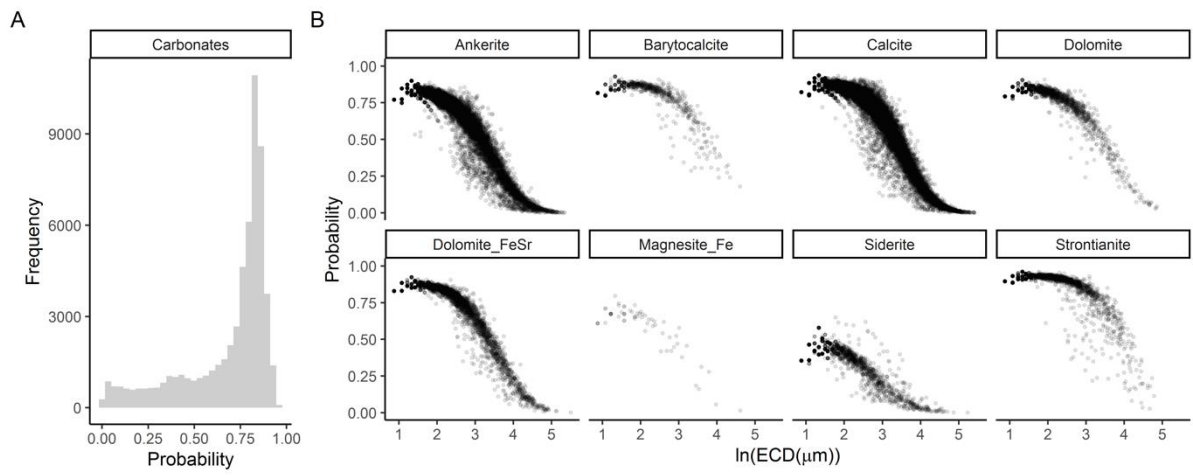 A
Carbonates
9000
6000
3000
0
Frequency
0.00 0.25 0.50 0.75 1.00
Probability
B
Ankerite Barytocalcite Calcite Dolomite
1.00
0.75
0.50
0.25
0.00
Dolomite_FeSr Magnesite_Fe Siderite Strontianite
1.00
0.75
0.50
0.25
0.00
Probability
1 2 3 4 5 1 2 3 4 5 1 2 3 4 5 1 2 3 4 5
ln(ECD(μm))